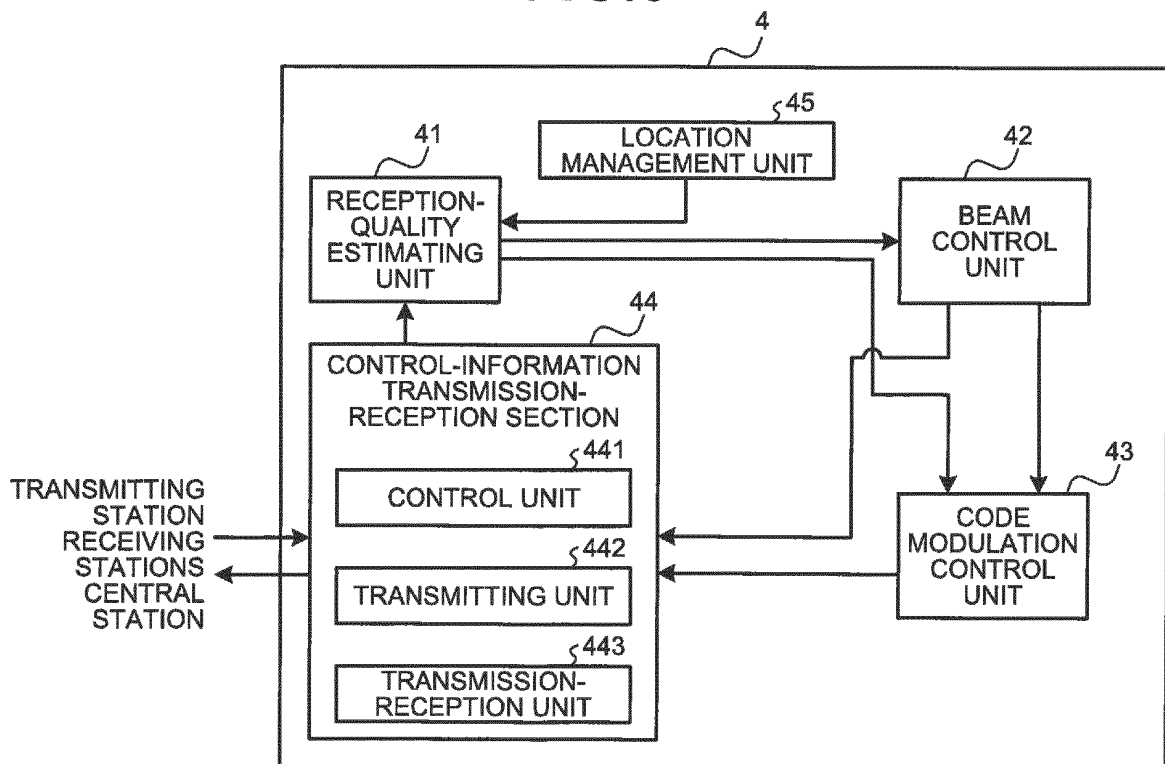 4
45
LOCATION
MANAGEMENT UNIT
41
RECEPTION-
QUALITY
ESTIMATING
UNIT
42
BEAM
CONTROL
UNIT
44
CONTROL-INFORMATION
TRANSMISSION-
RECEPTION SECTION
441
CONTROL UNIT
442
TRANSMITTING UNIT
443
TRANSMISSION-
RECEPTION UNIT
43
CODE
MODULATION
CONTROL
UNIT
TRANSMITTING
STATION
RECEIVING
STATIONS
CENTRAL
STATION